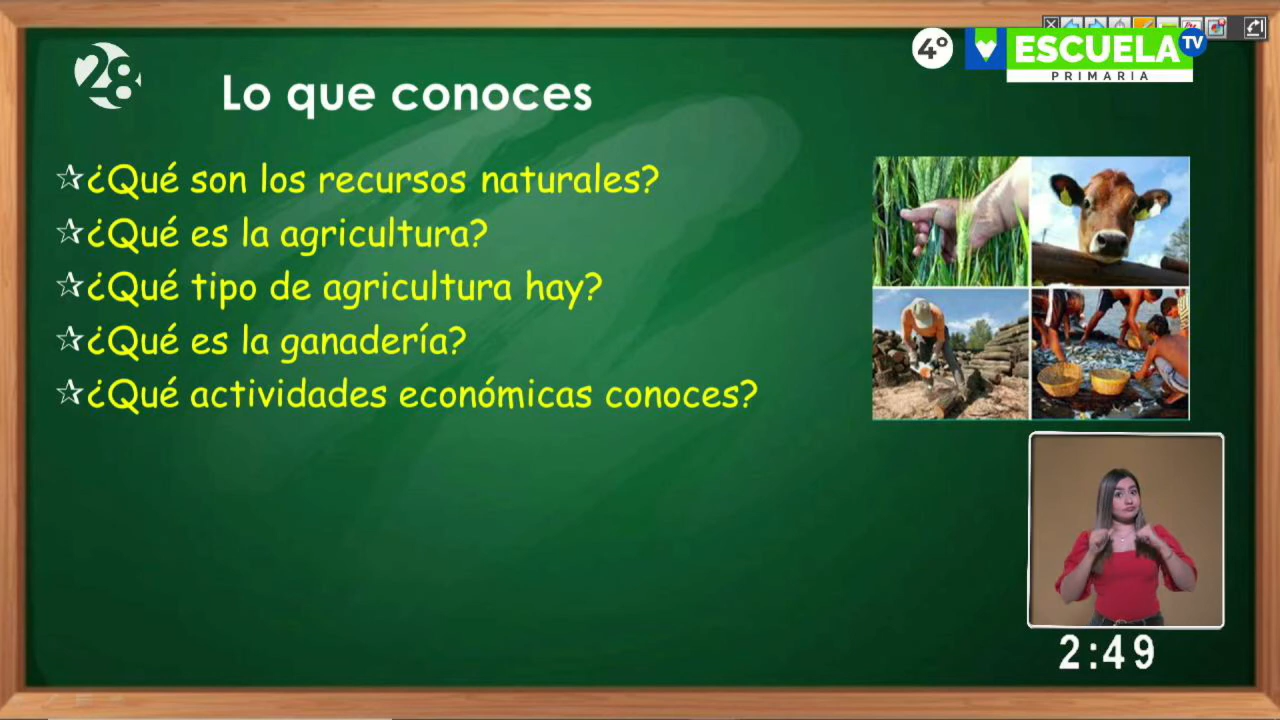 28
Lo que conoces
4°
ESCUELA TV
PRIMARIA
☆¿Qué son los recursos naturales?
☆¿Qué es la agricultura?
☆¿Qué tipo de agricultura hay?
☆¿Qué es la ganadería?
☆¿Qué actividades económicas conoces?
2:49